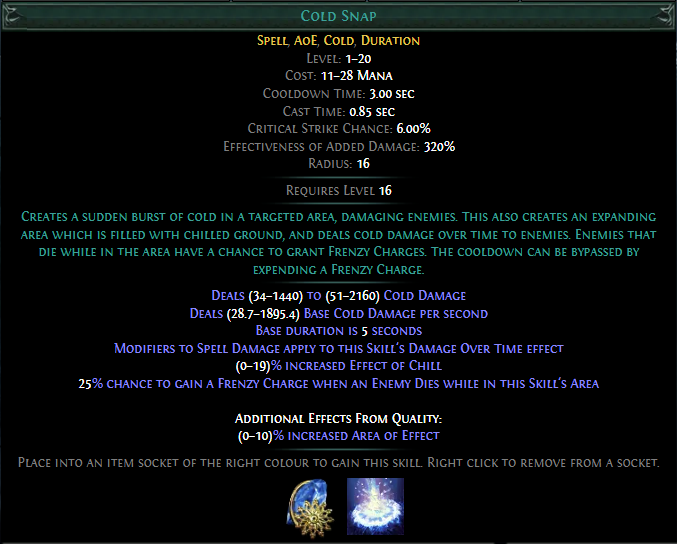 Cold Snap
Spell, AoE, Cold, Duration
Level: 1–20
Cost: 11–28 Mana
Cooldown Time: 3.00 sec
Cast Time: 0.85 sec
Critical Strike Chance: 6.00%
Effectiveness of Added Damage: 320%
Radius: 16
Requires Level 16
Creates a sudden burst of cold in a targeted area, damaging enemies. This also creates an expanding
area which is filled with chilled ground, and deals cold damage over time to enemies. Enemies that
die while in the area have a chance to grant Frenzy Charges. The cooldown can be bypassed by
expending a Frenzy Charge.
Deals (34–1440) to (51–2160) Cold Damage
Deals (28.7–1895.4) Base Cold Damage per second
Base duration is 5 seconds
Modifiers to Spell Damage apply to this Skill's Damage Over Time effect
(0–19)% increased Effect of Chill
25% chance to gain a Frenzy Charge when an Enemy Dies while in this Skill's Area
Additional Effects From Quality:
(0–10)% increased Area of Effect
Place into an item socket of the right colour to gain this skill. Right click to remove from a socket.